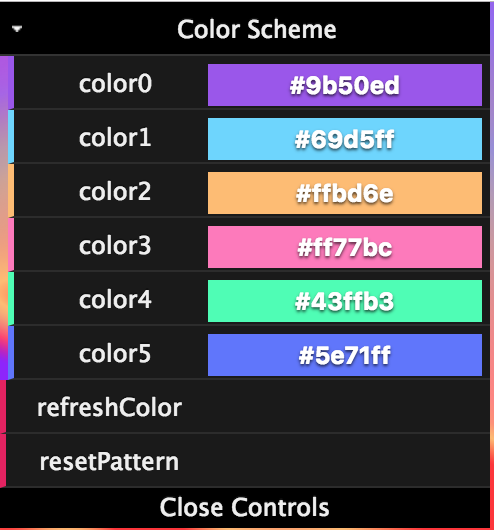 Color Scheme
color0 #9b50ed
color1 #69d5ff
color2 #ffbd6e
color3 #ff77bc
color4 #43ffb3
color5 #5e71ff
refreshColor
resetPattern
Close Controls